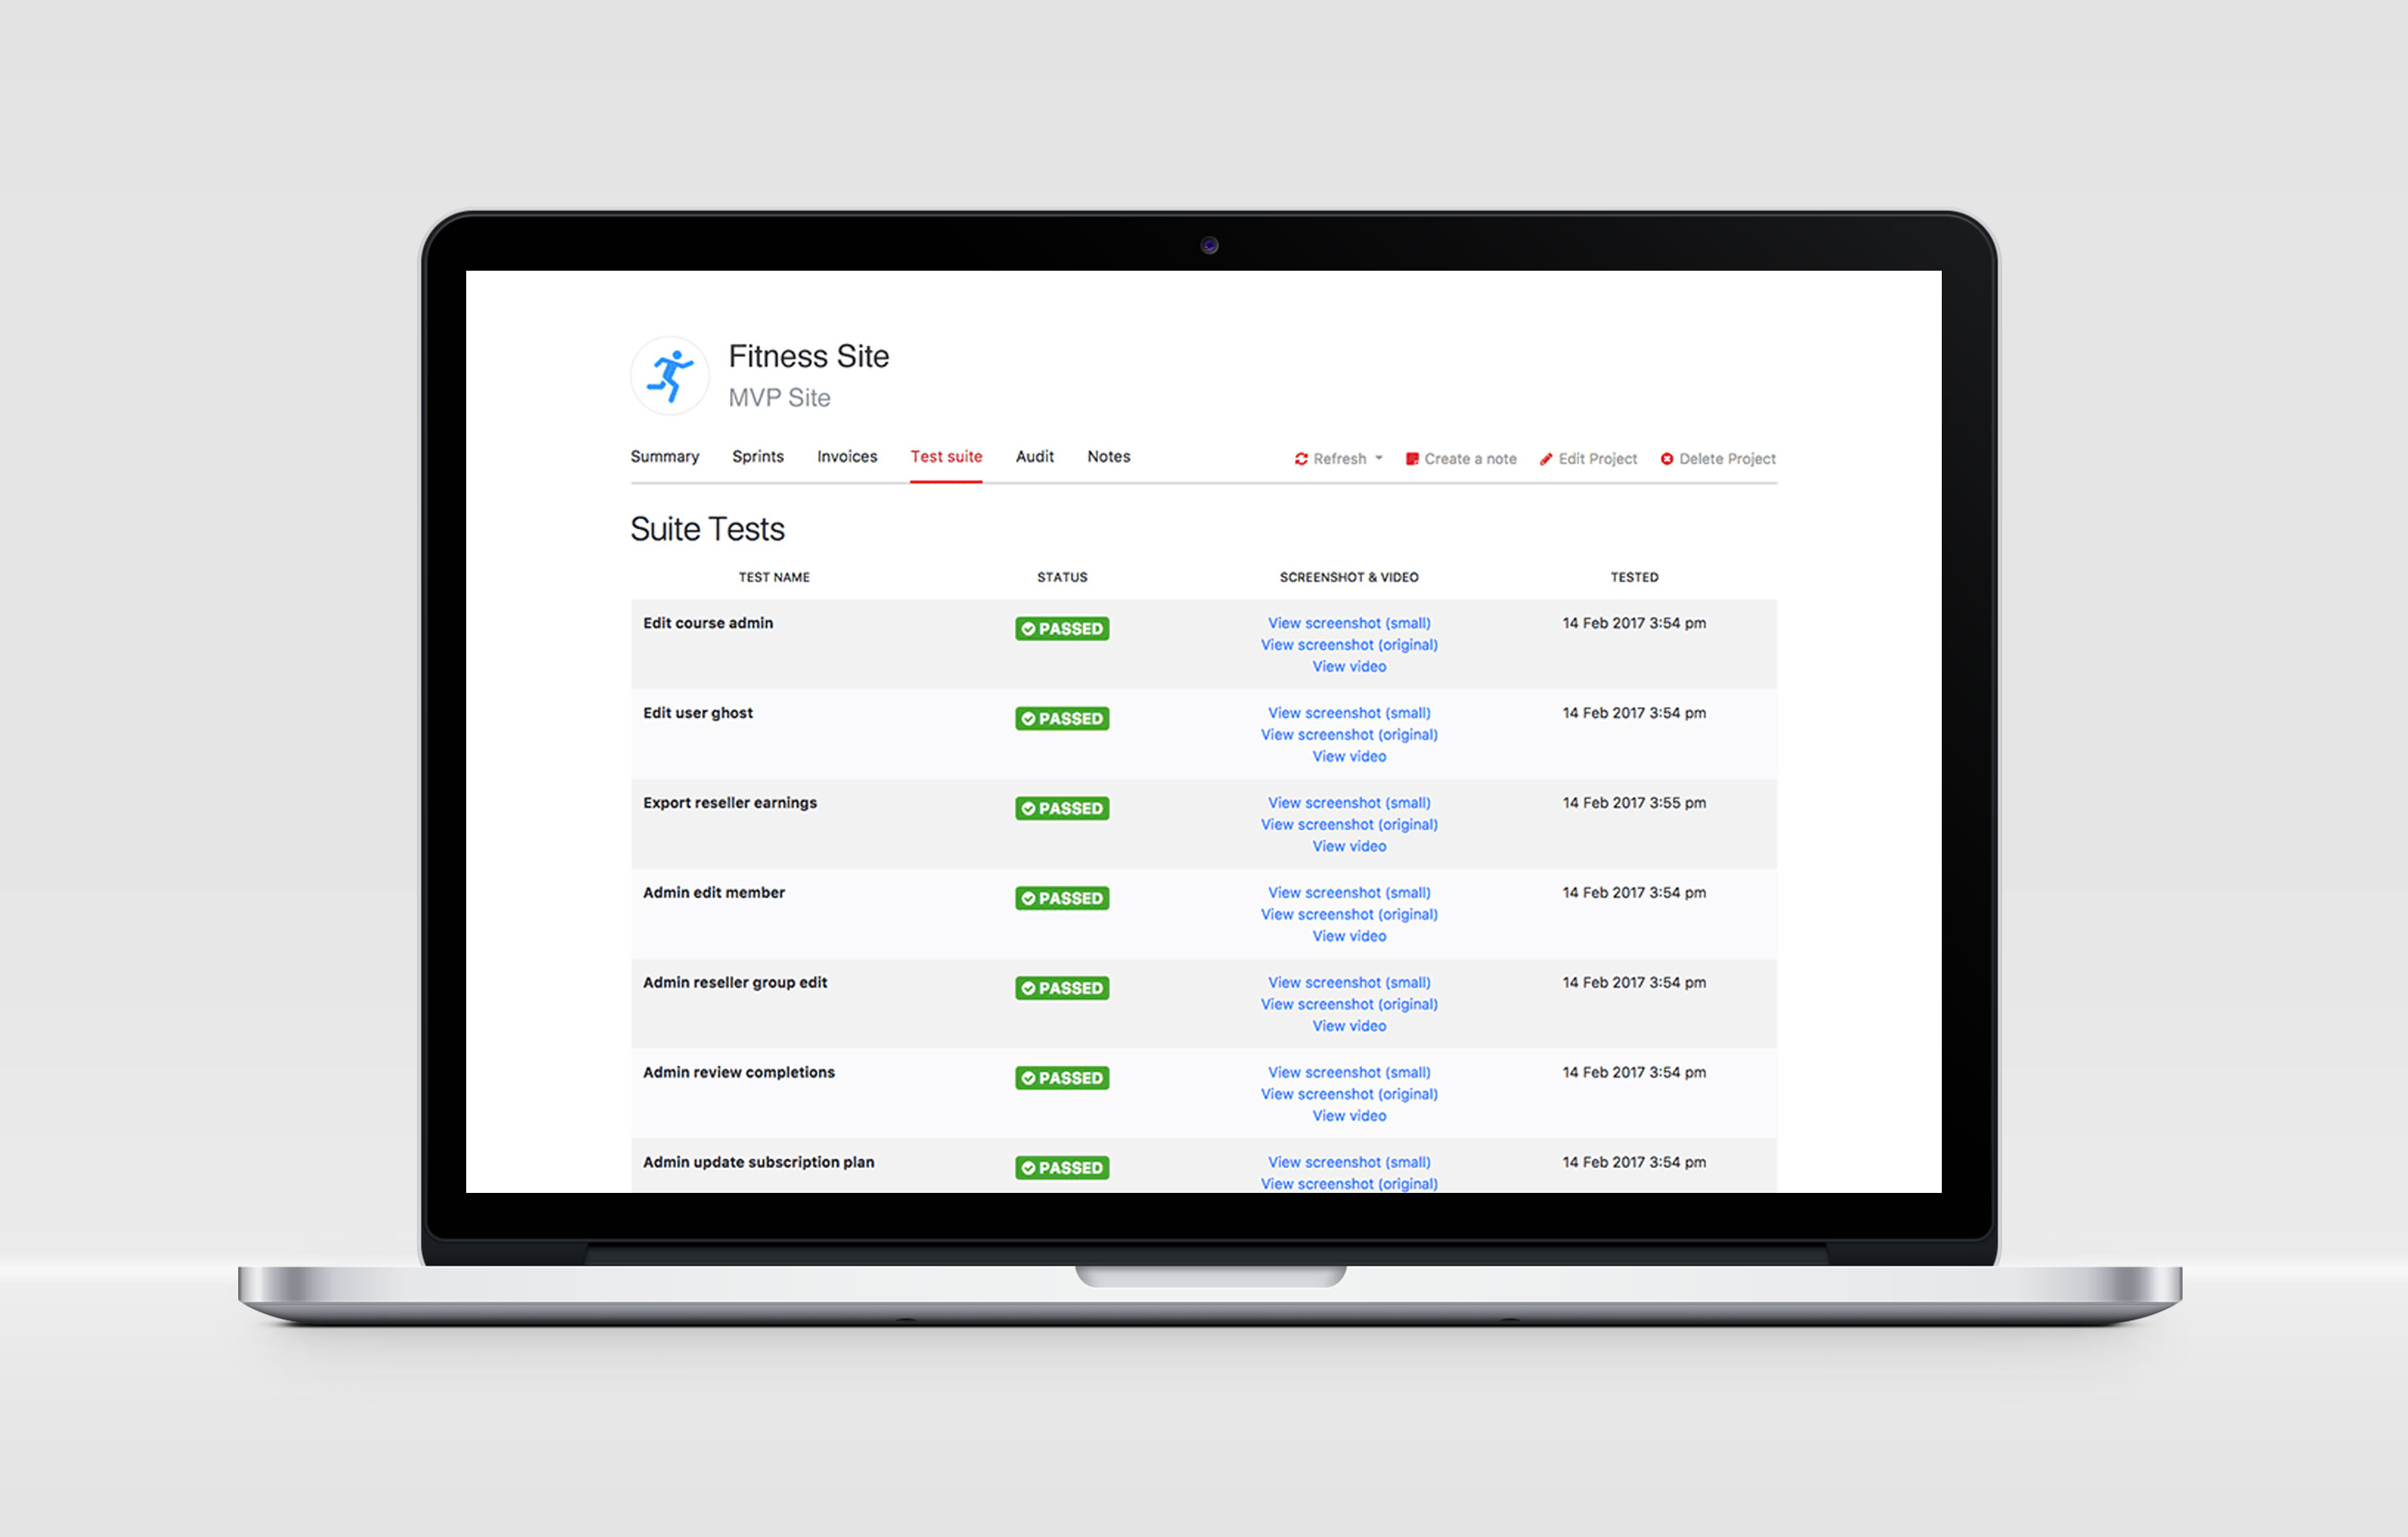 Fitness Site
MVP Site
Summary Sprints Invoices Test suite Audit Notes Refresh Create a note Edit Project Delete Project
Suite Tests
TEST NAME STATUS SCREENSHOT & VIDEO TESTED
Edit course admin PASSED View screenshot (small) 14 Feb 2017 3:54 pm
View screenshot (original)
View video
Edit user ghost PASSED View screenshot (small) 14 Feb 2017 3:54 pm
View screenshot (original)
View video
Export reseller earnings PASSED View screenshot (small) 14 Feb 2017 3:55 pm
View screenshot (original)
View video
Admin edit member PASSED View screenshot (small) 14 Feb 2017 3:54 pm
View screenshot (original)
View video
Admin reseller group edit PASSED View screenshot (small) 14 Feb 2017 3:54 pm
View screenshot (original)
View video
Admin review completions PASSED View screenshot (small) 14 Feb 2017 3:54 pm
View screenshot (original)
View video
Admin update subscription plan PASSED View screenshot (small) 14 Feb 2017 3:54 pm
View screenshot (original)